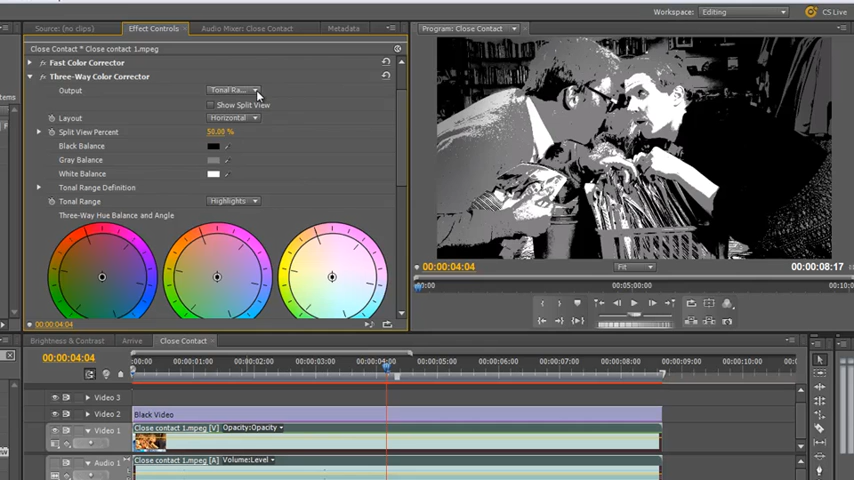 Workspace: Editing CS Live
Source: (no clips) Effect Controls Audio Mixer: Close Contact Metadata Program: Close Contact
Close Contact * Close contact 1.mpeg
Fast Color Corrector
Three-Way Color Corrector
Output Tonal Ra...
Show Split View
Layout Horizontal
Split View Percent 50.00 %
Black Balance
Gray Balance
White Balance
Tonal Range Definition
Tonal Range Highlights
Three-Way Hue Balance and Angle
00:00:04:04 Fit 00:00:08:17
00:00 00:05:00:00 00:10:0
00:00:04:04
Brightness & Contrast Arrive Close Contact
00:00:04:04
:00:00 00:00:01:00 00:00:02:00 00:00:03:00 00:00:04:00 00:00:05:00 00:00:06:00 00:00:07:00 00:00:08:00 00:00:09:00 00:00:10:00
Video 3
Video 2 Black Video
Video 1 Close contact 1.mpeg [V] Opacity:Opacity
Audio 1 Close contact 1.mpeg [A] Volume:Level